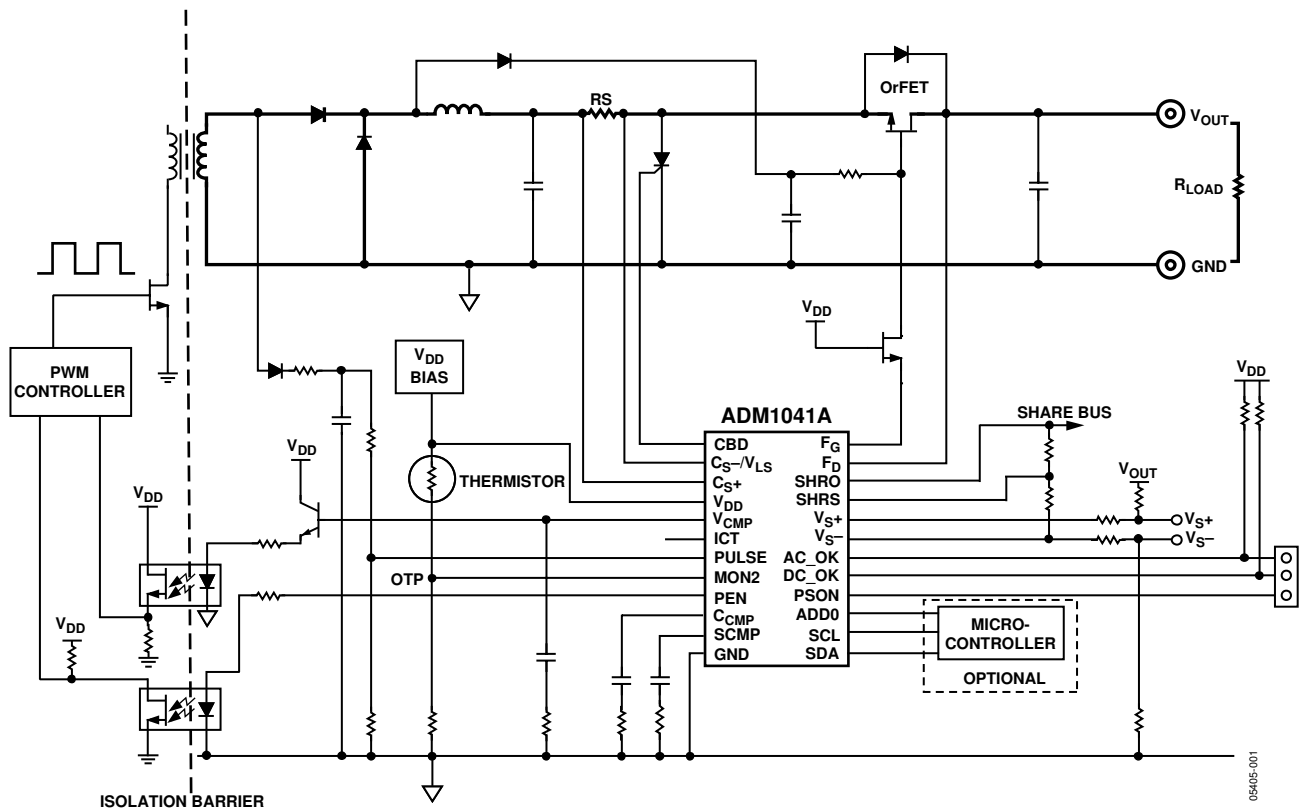 OrFET
RS
VOUT
RLOAD
GND
VDD
PWM
CONTROLLER
VDD
BIAS
VDD
ADM1041A
SHARE BUS
VDD
VDD
THERMISTOR
VOUT
CBD
CS–/VLS
CS+
VDD
VCMP
ICT
PULSE
MON2
PEN
CCMP
SCMP
GND
FG
FD
SHRO
SHRS
VS+
VS–
AC_OK
DC_OK
PSON
ADD0
SCL
SDA
VS+
VS–
OTP
VDD
MICRO-
CONTROLLER
OPTIONAL
ISOLATION BARRIER
05405-001